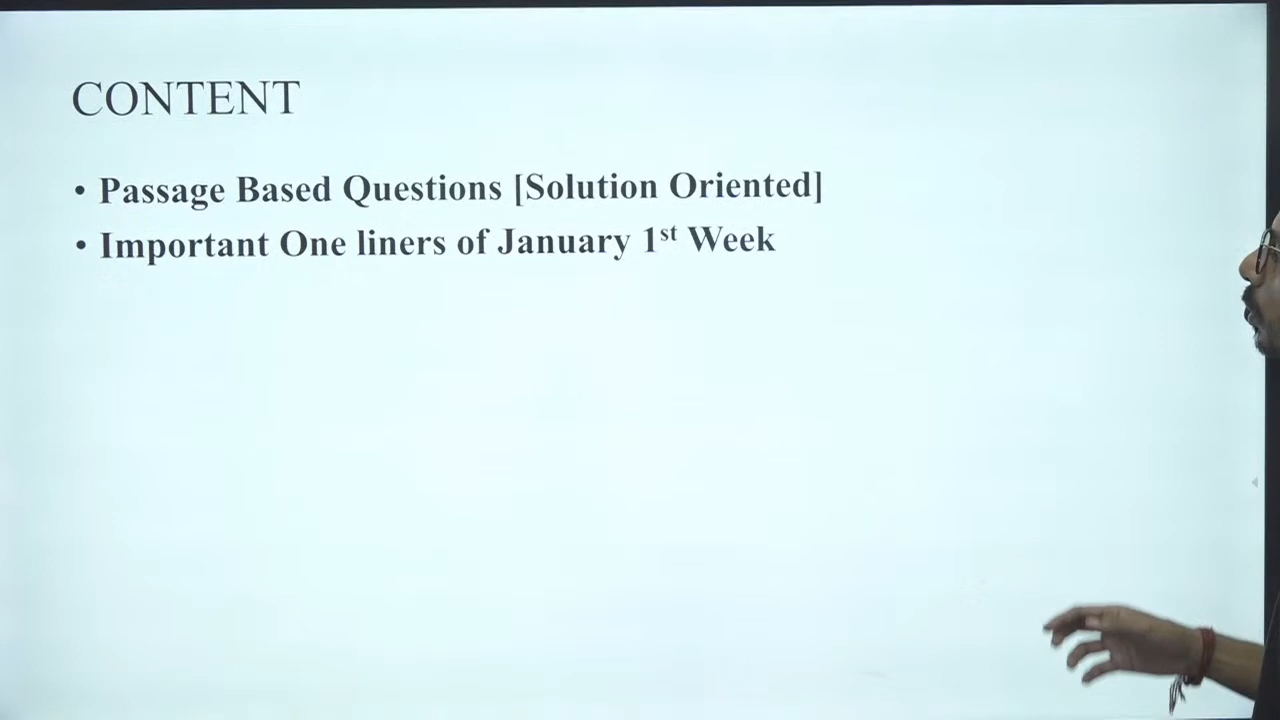 CONTENT
• Passage Based Questions [Solution Oriented]
• Important One liners of January 1st Week